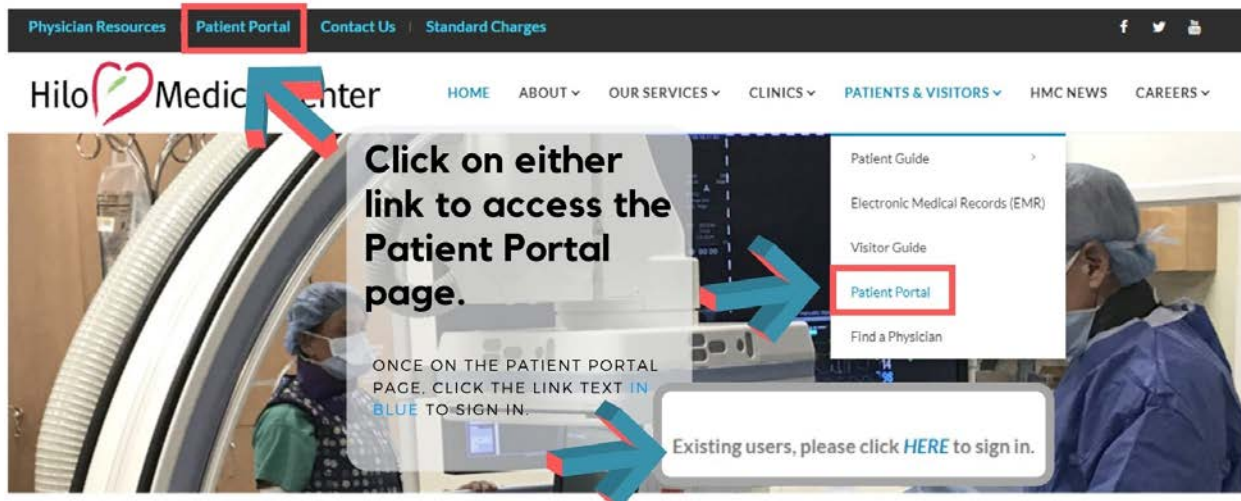 Physician Resources | Patient Portal Contact Us | Standard Charges
Hilo Medic nter
HOME ABOUT OUR SERVICES CLINICS PATIENTS & VISITORS HMC NEWS CAREERS
Click on either
link to access the
Patient Portal
page.
ONCE ON THE PATIENT PORTAL
PAGE, CLICK THE LINK TEXT IN
BLUE TO SIGN IN.
Patient Guide
Electronic Medical Records (EMR)
Visitor Guide
Patient Portal
Find a Physician
Existing users, please click HERE to sign in.